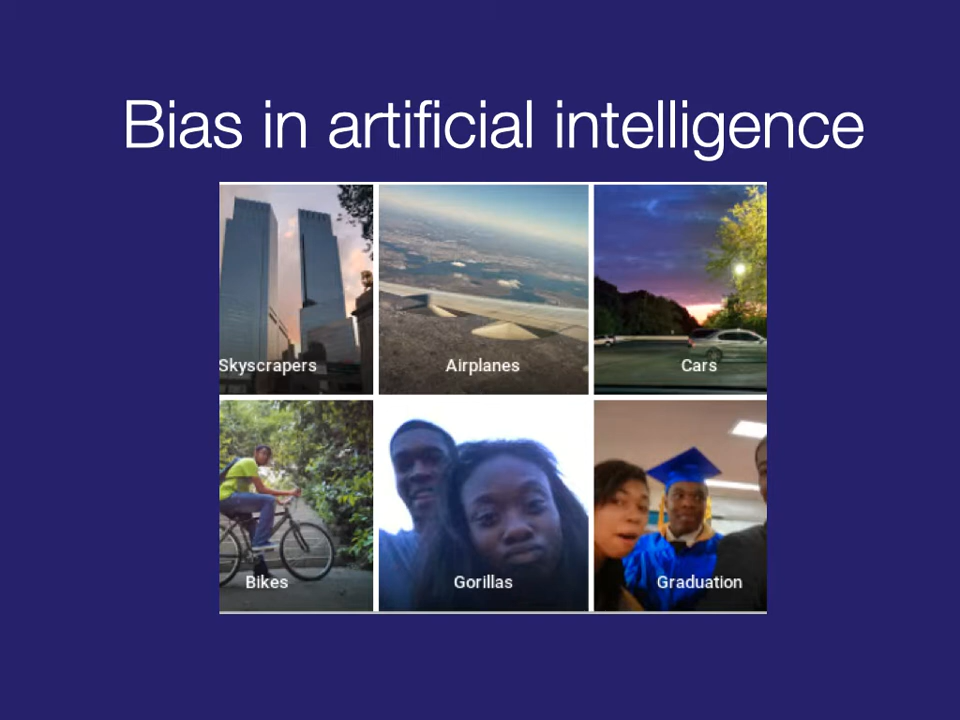 Bias in artificial intelligence
Skyscrapers
Airplanes
Cars
Bikes
Gorillas
Graduation